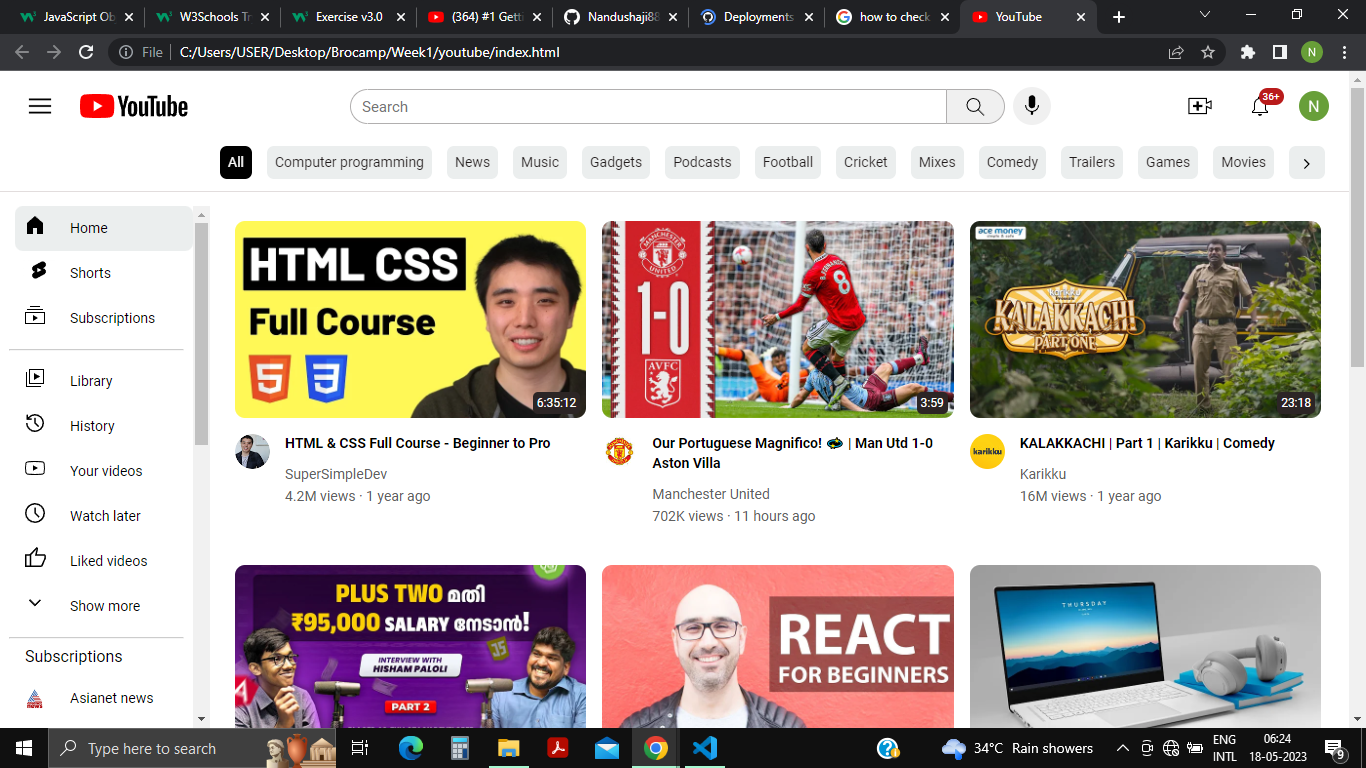 JavaScript Ob
W3Schools Tr
Exercise v3.0
(364) #1 Gett
Nandushaji88
Deployments
how to check
YouTube
File
C:/Users/USER/Desktop/Brocamp/Week1/youtube/index.html
N
YouTube
Search
36+
N
All
Computer programming
News
Music
Gadgets
Podcasts
Football
Cricket
Mixes
Comedy
Trailers
Games
Movies
Home
Shorts
Subscriptions
Library
History
Your videos
Watch later
Liked videos
Show more
Subscriptions
Asianet news
HTML CSS
Full Course
5
3
6:35:12
HTML & CSS Full Course - Beginner to Pro
SuperSimpleDev
4.2M views · 1 year ago
MANCHESTER
UNITED
1-0
AVFC
B.FERNANDES
8
3:59
Our Portuguese Magnifico! | Man Utd 1-0
Aston Villa
Manchester United
702K views · 11 hours ago
ace money
karikku
Presents
KALAKKACHI
PART ONE
23:18
karikku
KALAKKACHI | Part 1 | Karikku | Comedy
Karikku
16M views · 1 year ago
PLUS TWO മതി
₹95,000 SALARY നേടാൻ!
JS
INTERVIEW WITH
HISHAM PALOLI
PART 2
REACT
FOR BEGINNERS
THURSDAY
Type here to search
34°C Rain showers
ENG
INTL
06:24
18-05-2023
9